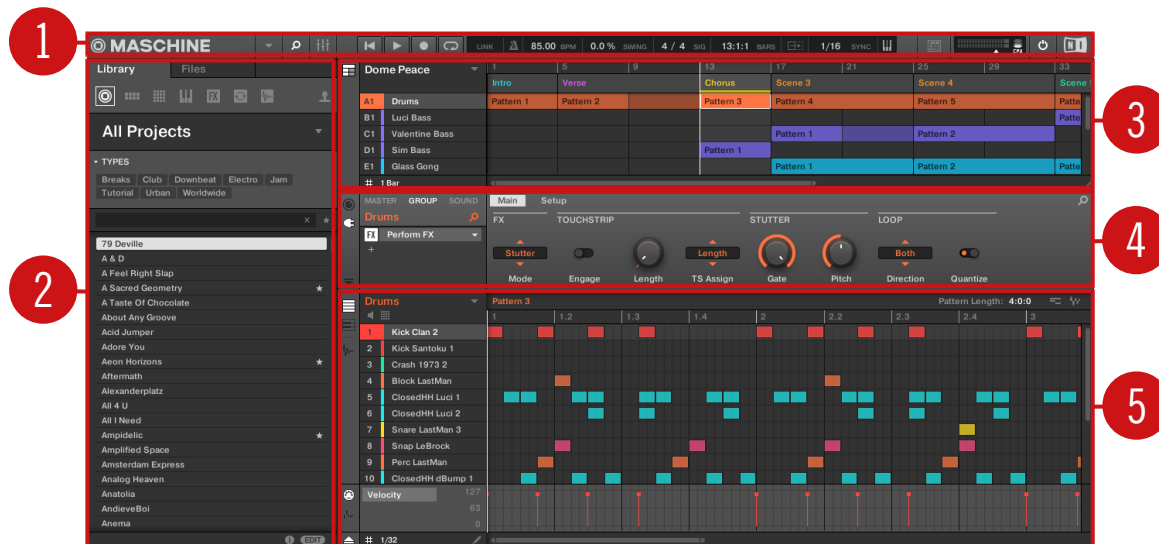 1
MASCHINE
LINK 85.00 BPM 0.0 % SWING 4 / 4 SIG 13:1:1 BARS 1/16 SYNC CPU
Library Files
FX
All Projects
TYPES
Breaks Club Downbeat Electro Jam
Tutorial Urban Worldwide
79 Deville
A & D
A Feel Right Slap
A Sacred Geometry
A Taste Of Chocolate
About Any Groove
Acid Jumper
Adore You
Aeon Horizons
Aftermath
Alexanderplatz
All 4 U
All I Need
Ampidelic
Amplified Space
Amsterdam Express
Analog Heaven
Anatolia
AndieveBoi
Anema
EDIT
2
Dome Peace
1 5 9 13 17 21 25 29 33
Intro Verse Chorus Scene 3 Scene 4 Scene
A1 Drums Pattern 1 Pattern 2 Pattern 3 Pattern 4 Pattern 5 Patte
B1 Luci Bass Patte
C1 Valentine Bass Pattern 1 Pattern 2
D1 Sim Bass Pattern 1
E1 Glass Gong Pattern 1 Pattern 2 Patte
1 Bar
3
MASTER GROUP SOUND Main Setup
Drums FX TOUCHSTRIP STUTTER LOOP
FX Perform FX
+
Stutter Length Both
Mode Engage Length TS Assign Gate Pitch Direction Quantize
4
Drums Pattern 3 Pattern Length: 4:0:0
1 1.2 1.3 1.4 2 2.2 2.3 2.4 3
1 Kick Clan 2
2 Kick Santoku 1
3 Crash 1973 2
4 Block LastMan
5 ClosedHH Luci 1
6 ClosedHH Luci 2
7 Snare LastMan 3
8 Snap LeBrock
9 Perc LastMan
10 ClosedHH dBump 1
Velocity 127
63
0
1/32
5